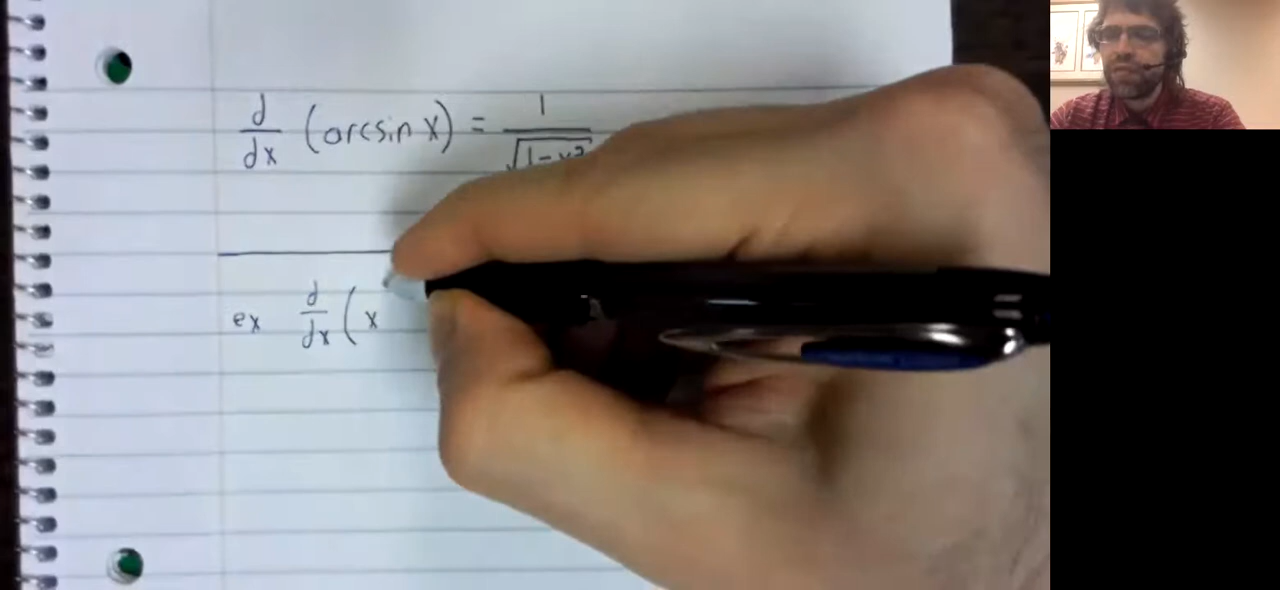 d/dx (arcsin x) = 1/√(1-x²
ex d/dx ( x